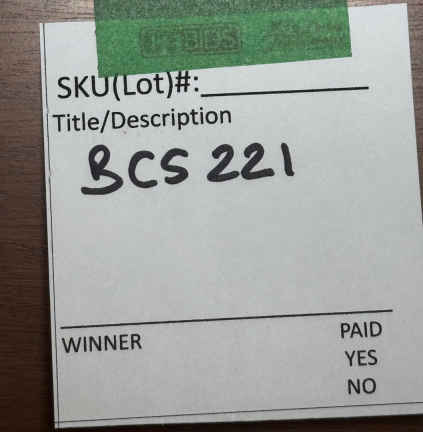 SKU(Lot)#:
Title/Description
BCS 221
WINNER
PAID
YES
NO